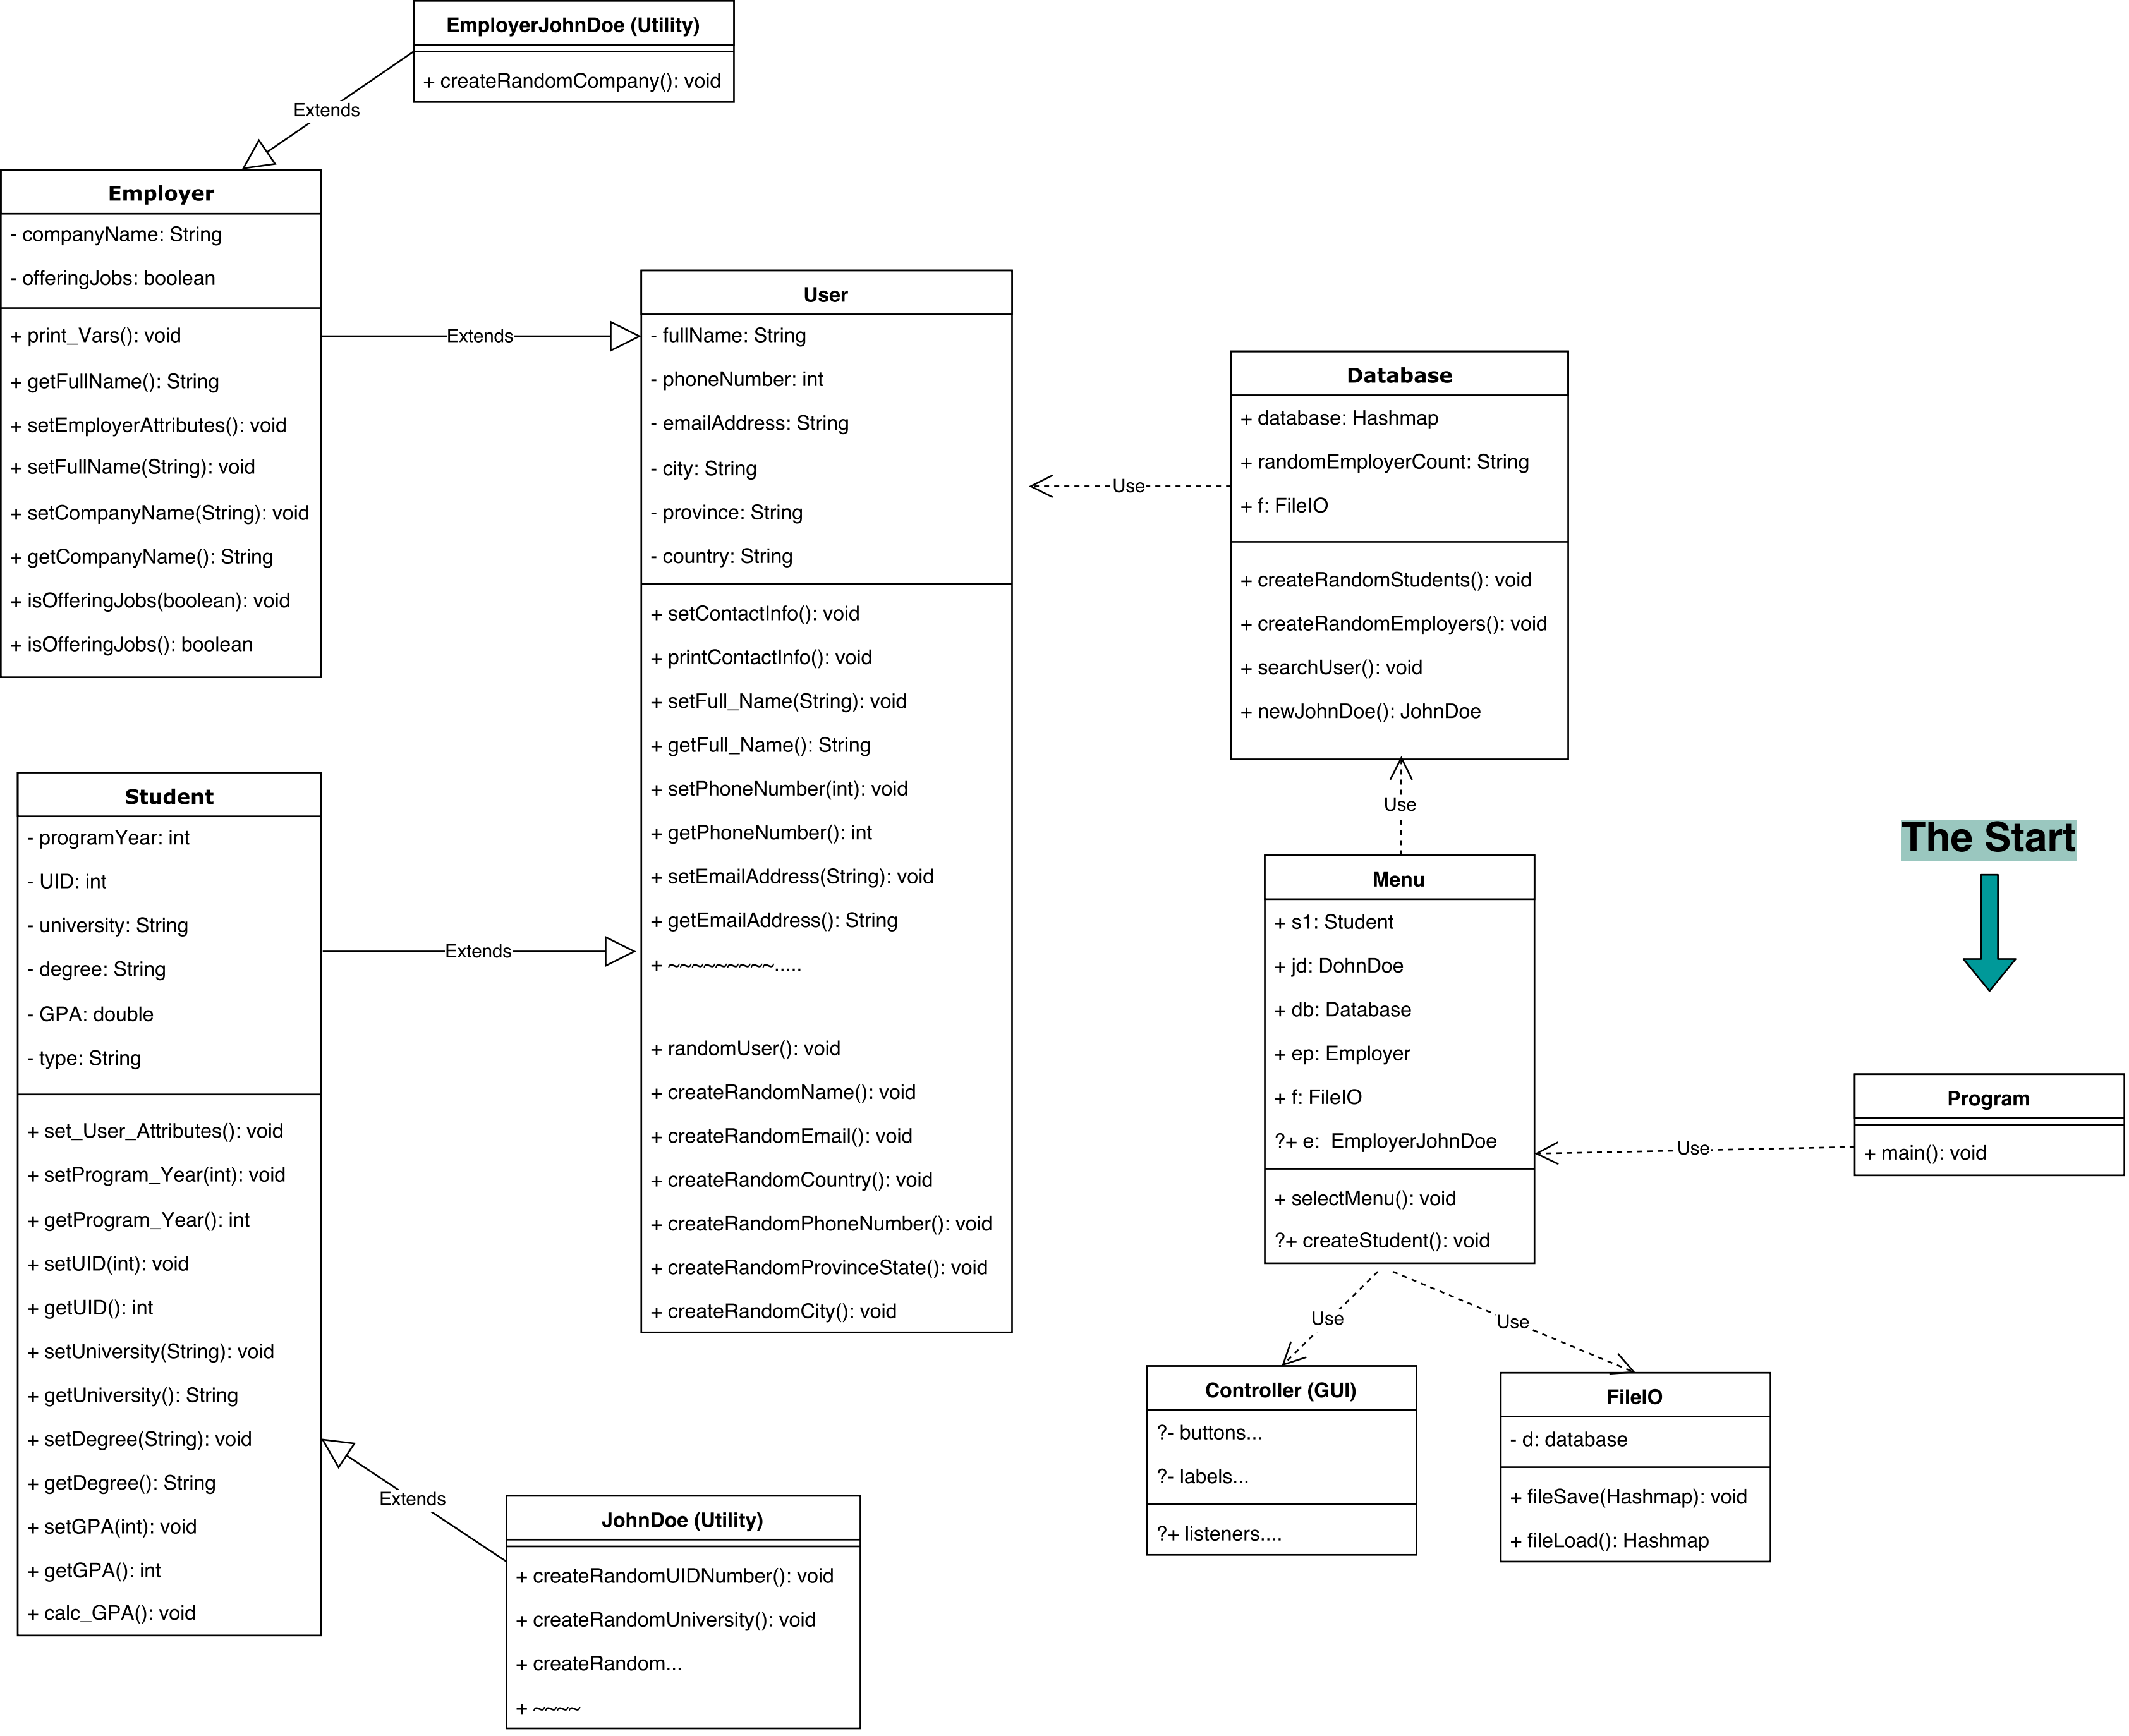 EmployerJohnDoe (Utility)
+ createRandomCompany(): void
Extends
Employer
- companyName: String
- offeringJobs: boolean
+ print_Vars(): void
+ getFullName(): String
+ setEmployerAttributes(): void
+ setFullName(String): void
+ setCompanyName(String): void
+ getCompanyName(): String
+ isOfferingJobs(boolean): void
+ isOfferingJobs(): boolean
Extends
User
- fullName: String
- phoneNumber: int
- emailAddress: String
- city: String
- province: String
- country: String
+ setContactInfo(): void
+ printContactInfo(): void
+ setFull_Name(String): void
+ getFull_Name(): String
+ setPhoneNumber(int): void
+ getPhoneNumber(): int
+ setEmailAddress(String): void
+ getEmailAddress(): String
+ ~~~~~~~~~.....
+ randomUser(): void
+ createRandomName(): void
+ createRandomEmail(): void
+ createRandomCountry(): void
+ createRandomPhoneNumber(): void
+ createRandomProvinceState(): void
+ createRandomCity(): void
Use
Database
+ database: Hashmap
+ randomEmployerCount: String
+ f: FileIO
+ createRandomStudents(): void
+ createRandomEmployers(): void
+ searchUser(): void
+ newJohnDoe(): JohnDoe
Use
Student
- programYear: int
- UID: int
- university: String
- degree: String
- GPA: double
- type: String
+ set_User_Attributes(): void
+ setProgram_Year(int): void
+ getProgram_Year(): int
+ setUID(int): void
+ getUID(): int
+ setUniversity(String): void
+ getUniversity(): String
+ setDegree(String): void
+ getDegree(): String
+ setGPA(int): void
+ getGPA(): int
+ calc_GPA(): void
Extends
Extends
JohnDoe (Utility)
+ createRandomUIDNumber(): void
+ createRandomUniversity(): void
+ createRandom...
+ ~~~~
Menu
+ s1: Student
+ jd: DohnDoe
+ db: Database
+ ep: Employer
+ f: FileIO
?+ e:  EmployerJohnDoe
+ selectMenu(): void
?+ createStudent(): void
The Start
Use
Program
+ main(): void
Use
Use
Controller (GUI)
?- buttons...
?- labels...
?+ listeners....
FileIO
- d: database
+ fileSave(Hashmap): void
+ fileLoad(): Hashmap